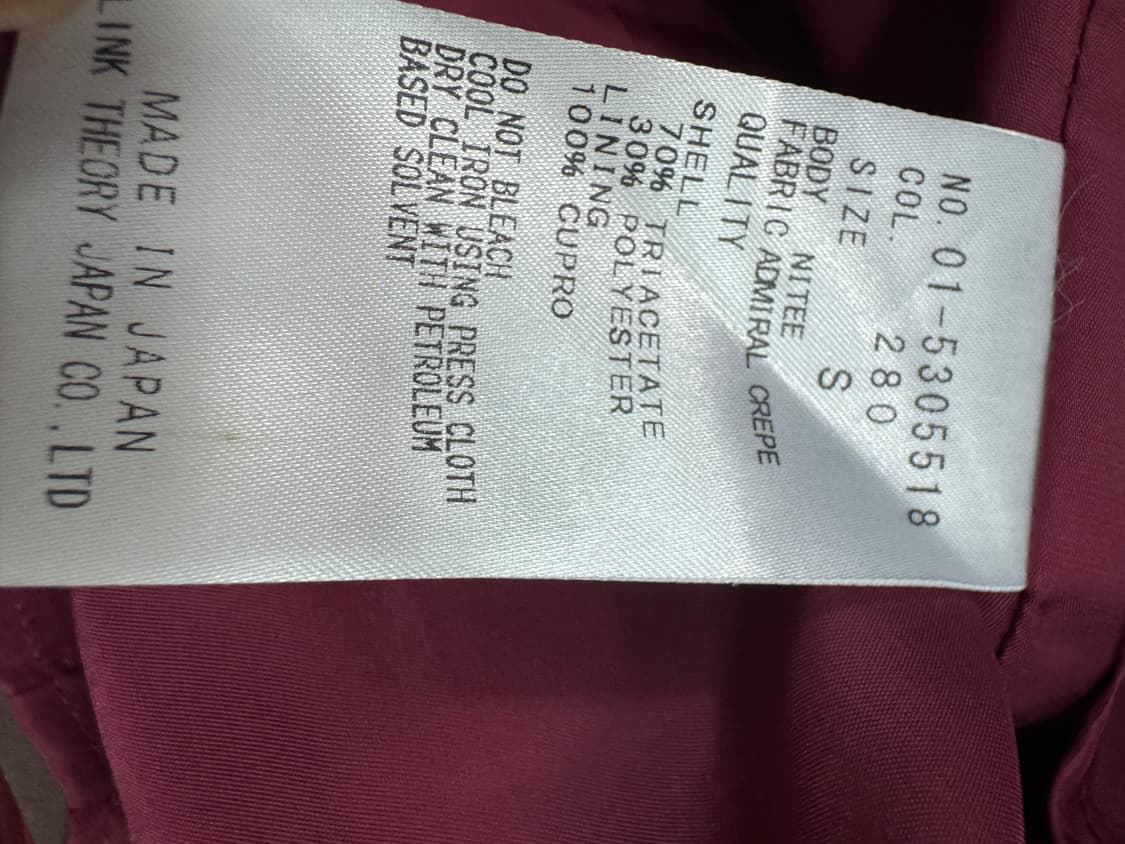 NO. 01-5305518
COL. 280
SIZE S
BODY NITEE
FABRIC ADMIRAL CREPE
QUALITY
SHELL
70% TRIACETATE
30% POLYESTER
LINING
100% CUPRO
DO NOT BLEACH
COOL IRON USING PRESS CLOTH
DRY CLEAN WITH PETROLEUM
BASED SOLVENT
MADE IN JAPAN
LINK THEORY JAPAN CO.,LTD